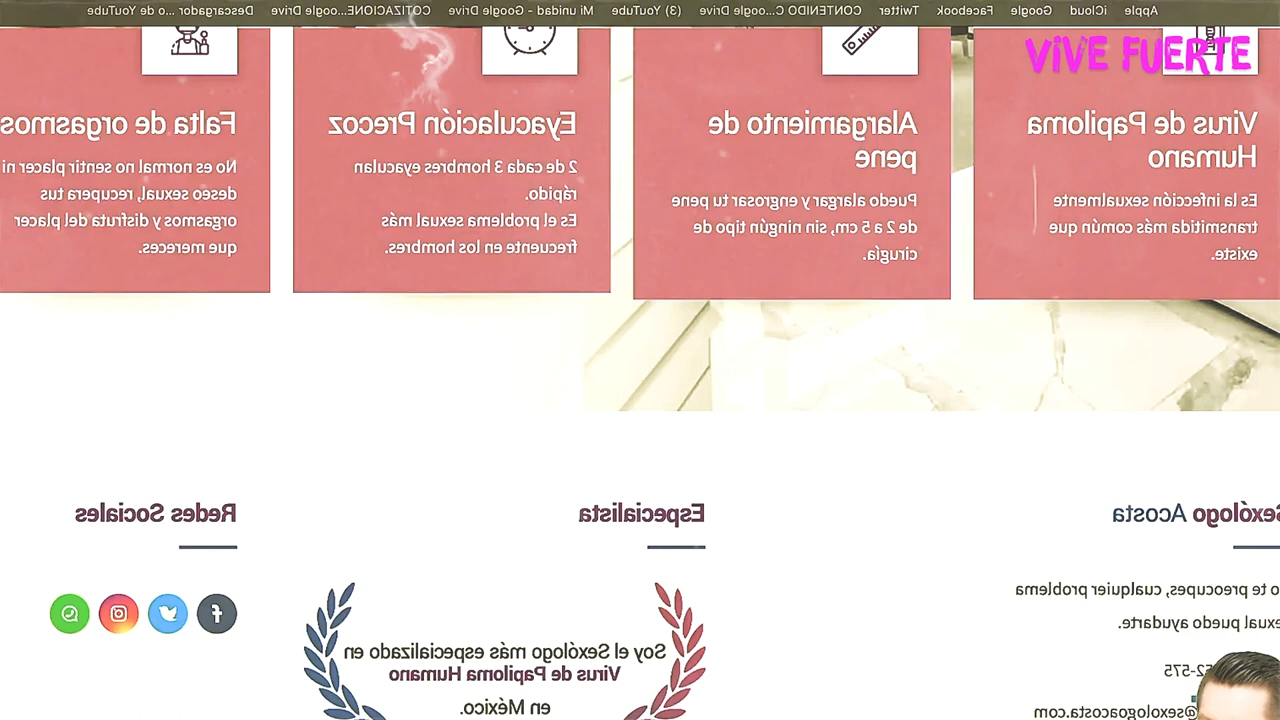 Apple iCloud Google Facebook Twitter CONTENIDO C...oogle Drive (3) YouTube Mi unidad - Google Drive COTIZACIONE...oogle Drive Descargador ...o de YouTube
VIVE FUERTE
Virus de Papiloma
Humano
Es la infección sexualmente
transmitida más común que
existe.
Alargamiento de
pene
Puedo alargar y engrosar tu pene
de 2 a 5 cm, sin ningún tipo de
cirugía.
Eyaculación Precoz
2 de cada 3 hombres eyaculan
rápido.
Es el problema sexual más
frecuente en los hombres.
Falta de orgasmos
No es normal no sentir placer ni
deseo sexual, recupera tus
orgasmos y disfruta del placer
que mereces.
Sexólogo Acosta
te preocupes, cualquier problema
puedo ayudarte.
52-575
@sexologoacosta.com
Especialista
Soy el Sexólogo más especializado en
Virus de Papiloma Humano
en México.
Redes Sociales